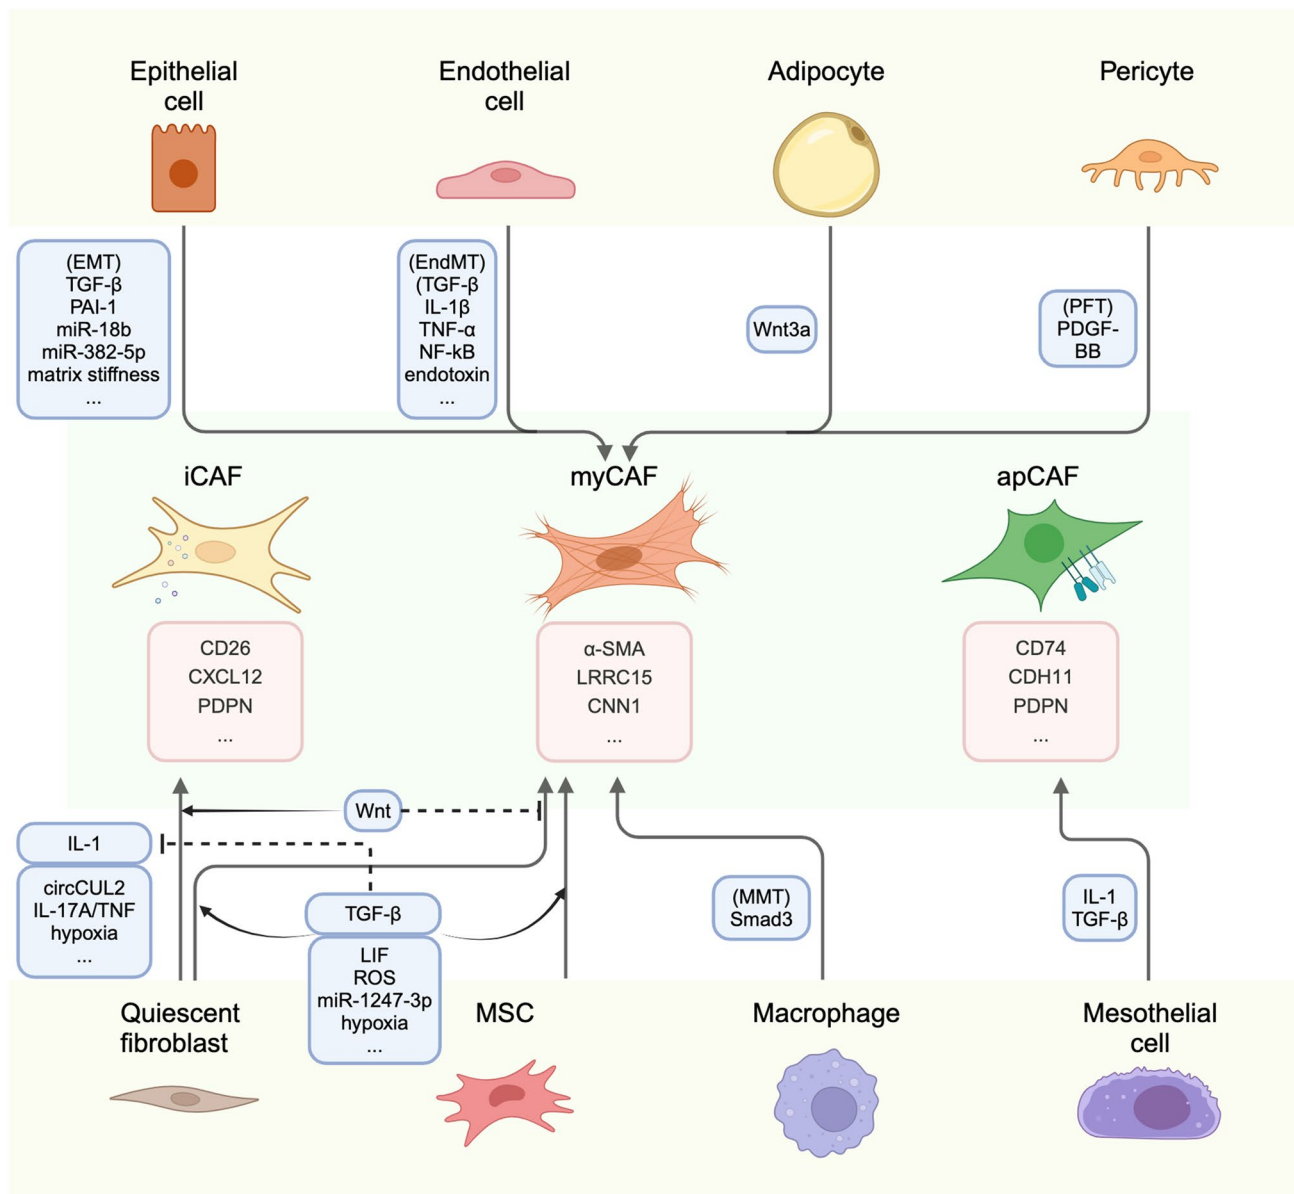 Epithelial
cell
Endothelial
cell
Adipocyte
Pericyte
(EMT)
TGF-β
PAI-1
miR-18b
miR-382-5p
matrix stiffness
...
(EndMT)
(TGF-β
IL-1β
TNF-α
NF-kB
endotoxin
...
Wnt3a
(PFT)
PDGF-
BB
iCAF
myCAF
apCAF
CD26
CXCL12
PDPN
...
α-SMA
LRRC15
CNN1
...
CD74
CDH11
PDPN
...
Wnt
IL-1
circCUL2
IL-17A/TNF
hypoxia
...
TGF-β
LIF
ROS
miR-1247-3p
hypoxia
...
(MMT)
Smad3
IL-1
TGF-β
Quiescent
fibroblast
MSC
Macrophage
Mesothelial
cell